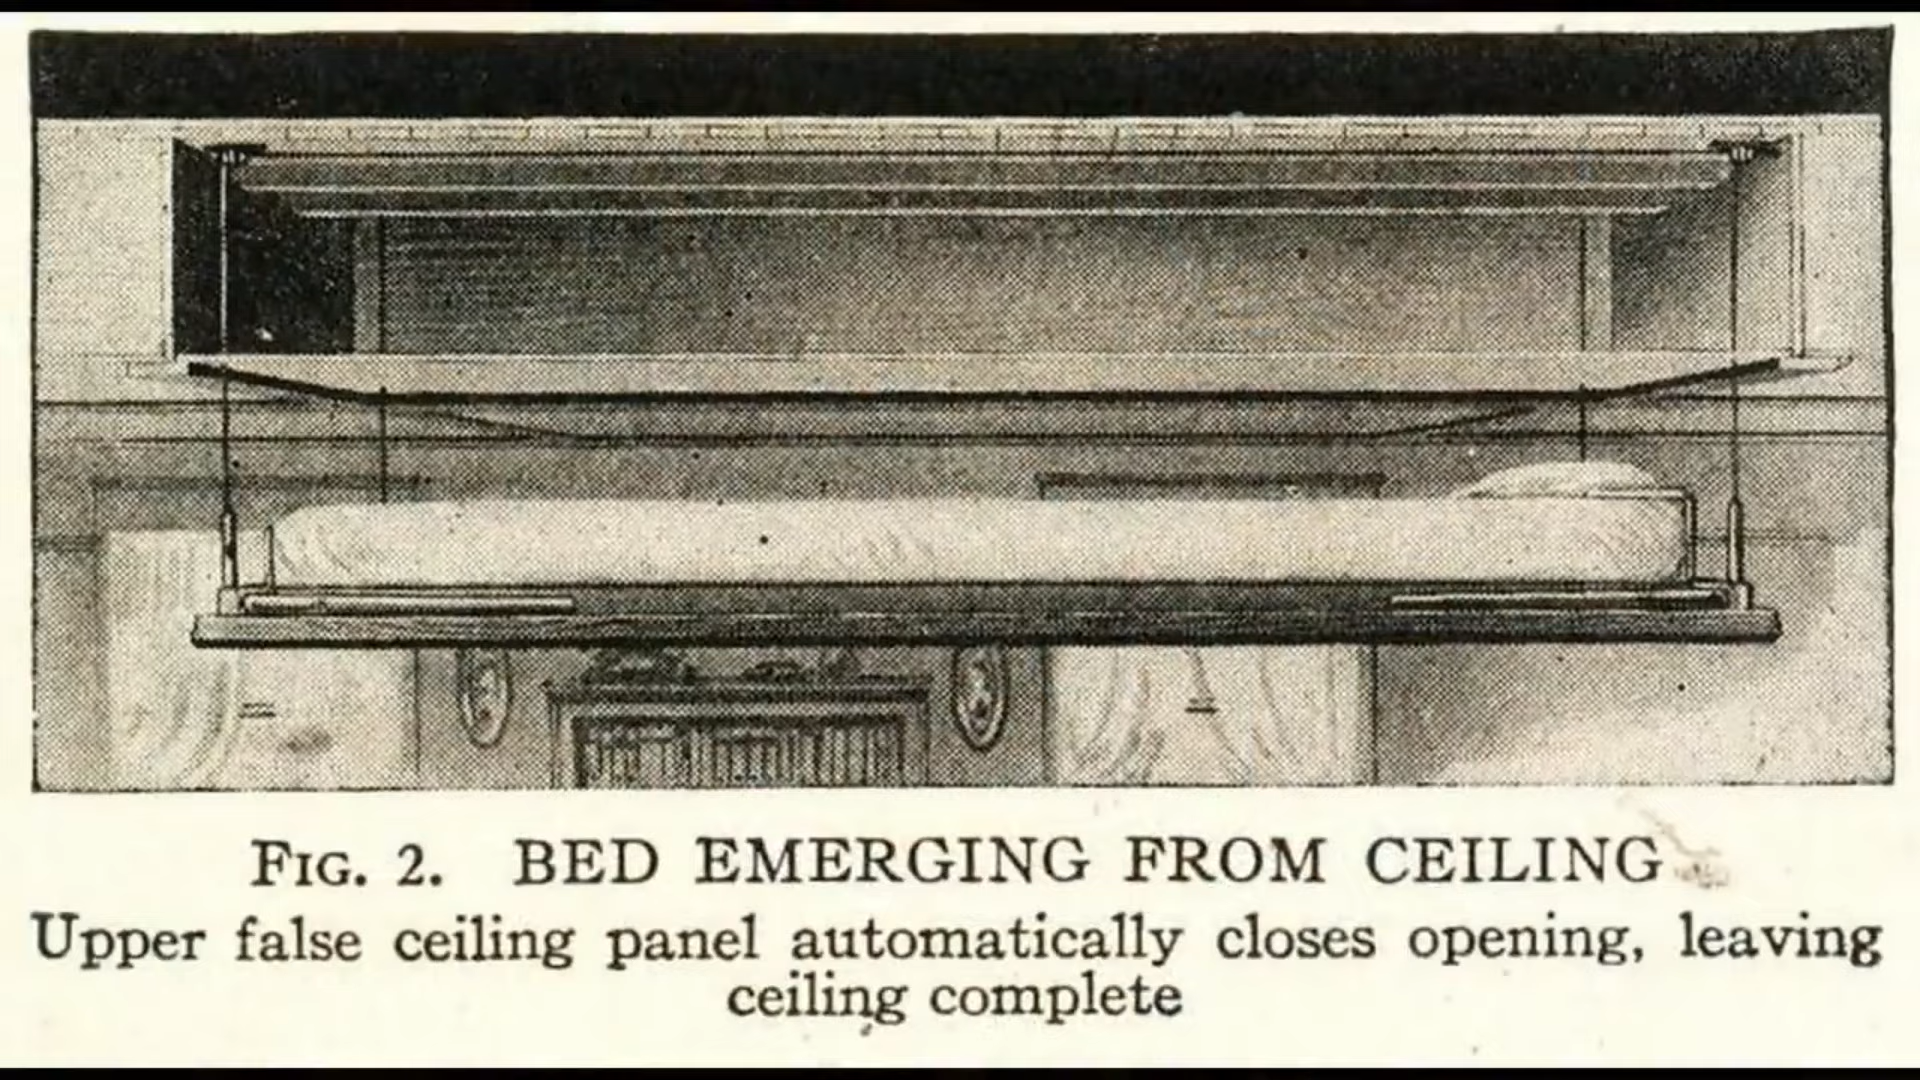 FIG. 2. BED EMERGING FROM CEILING
Upper false ceiling panel automatically closes opening, leaving
ceiling complete